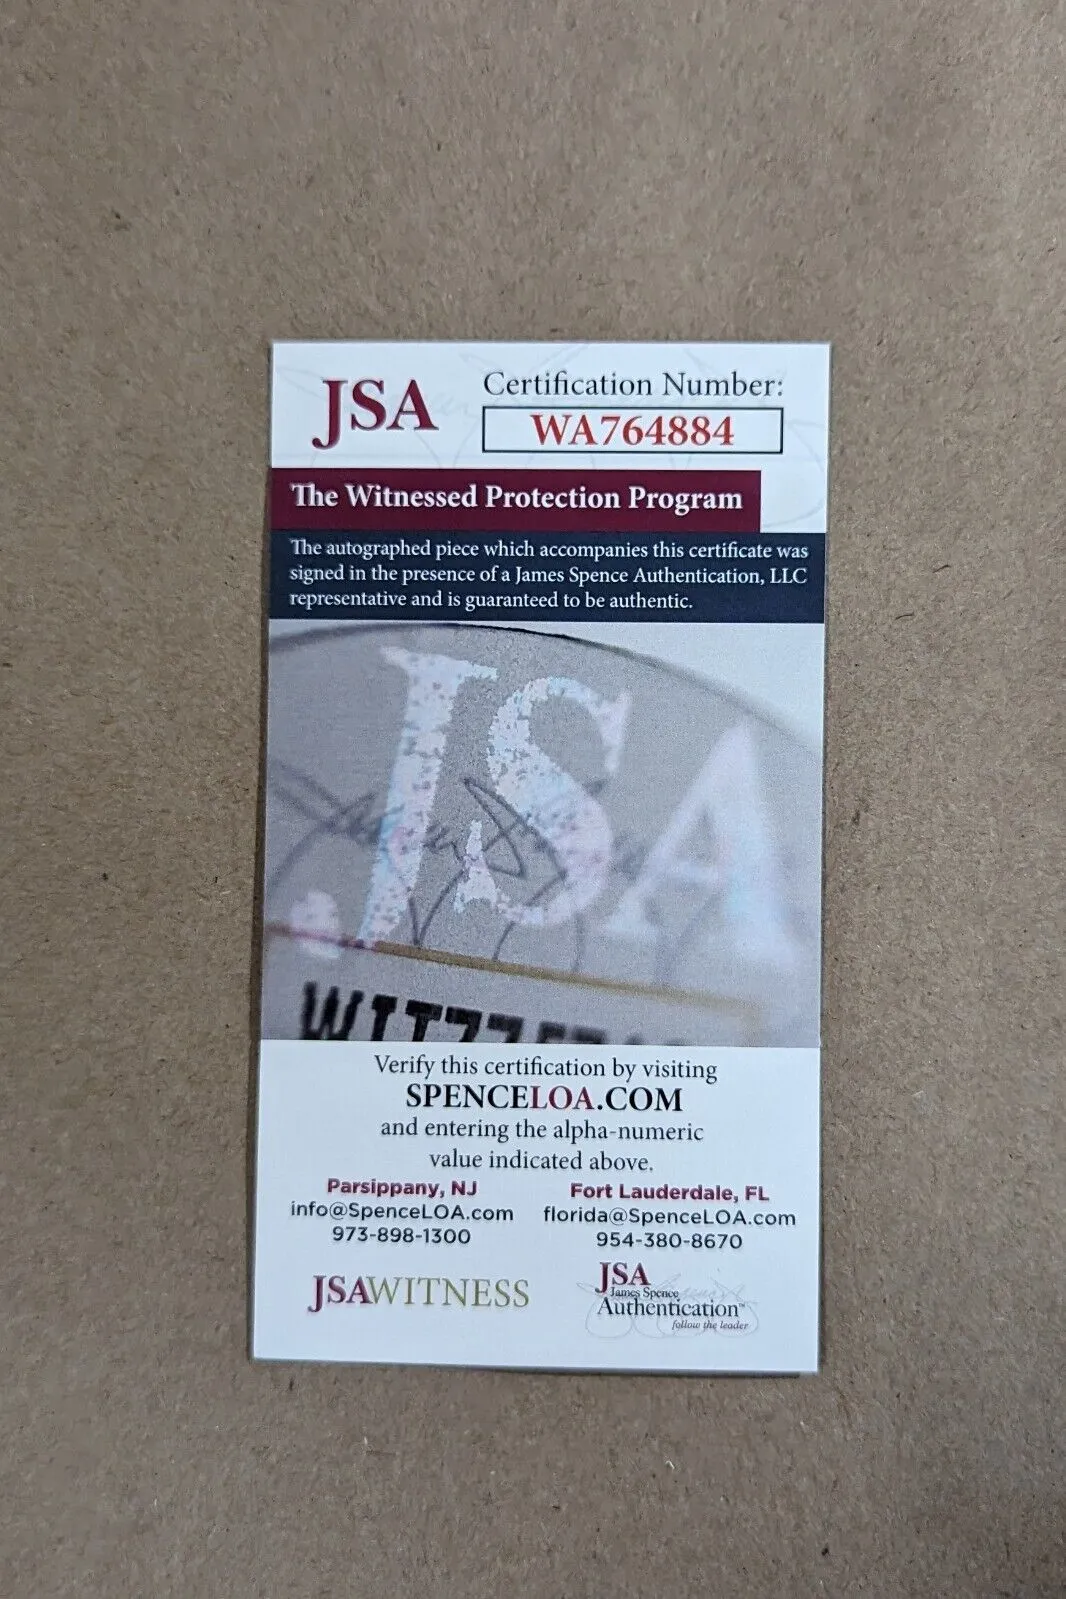 JSA
Certification Number:
WA764884
The Witnessed Protection Program
The autographed piece which accompanies this certificate was
signed in the presence of a James Spence Authentication, LLC
representative and is guaranteed to be authentic.
JSA
Verify this certification by visiting
SPENCELOA.COM
and entering the alpha-numeric
value indicated above.
Parsippany, NJ
info@SpenceLOA.com
973-898-1300
Fort Lauderdale, FL
florida@SpenceLOA.com
954-380-8670
JSAWITNESS
JSA
James Spence
Authentication™
follow the leader